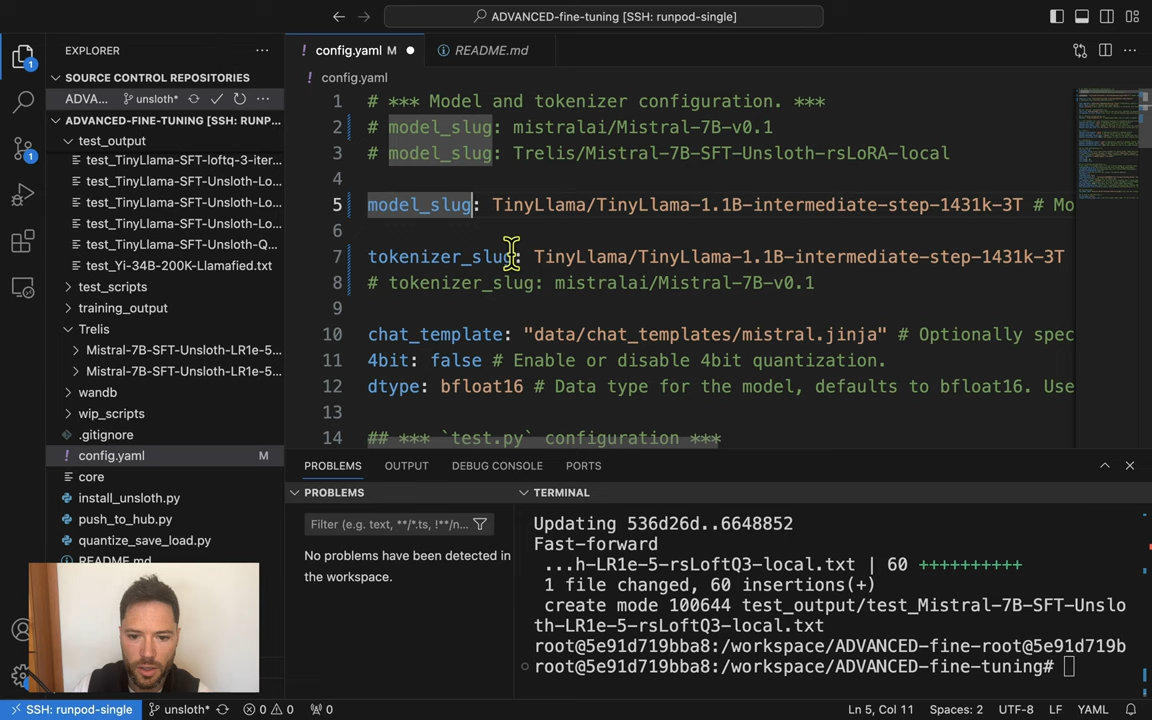 ADVANCED-fine-tuning [SSH: runpod-single]
EXPLORER
SOURCE CONTROL REPOSITORIES
ADVA... unsloth*
ADVANCED-FINE-TUNING [SSH: RUNP...
test_output
test_TinyLlama-SFT-loftq-3-iter...
test_TinyLlama-SFT-Unsloth-Lo...
test_TinyLlama-SFT-Unsloth-Lo...
test_TinyLlama-SFT-Unsloth-Lo...
test_TinyLlama-SFT-Unsloth-Q...
test_Yi-34B-200K-Llamafied.txt
test_scripts
training_output
Trelis
Mistral-7B-SFT-Unsloth-LR1e-5...
Mistral-7B-SFT-Unsloth-LR1e-5...
wandb
wip_scripts
.gitignore
! config.yaml M
core
install_unsloth.py
push_to_hub.py
quantize_save_load.py
README.md
! config.yaml M
README.md
! config.yaml
1 # *** Model and tokenizer configuration. ***
2 # model_slug: mistralai/Mistral-7B-v0.1
3 # model_slug: Trelis/Mistral-7B-SFT-Unsloth-rsLoRA-local
4
5 model_slug: TinyLlama/TinyLlama-1.1B-intermediate-step-1431k-3T # Mo
6
7 tokenizer_slug: TinyLlama/TinyLlama-1.1B-intermediate-step-1431k-3T
8 # tokenizer_slug: mistralai/Mistral-7B-v0.1
9
10 chat_template: "data/chat_templates/mistral.jinja" # Optionally spec
11 4bit: false # Enable or disable 4bit quantization.
12 dtype: bfloat16 # Data type for the model, defaults to bfloat16. Use
13
14 ## *** `test.py` configuration ***
PROBLEMS OUTPUT DEBUG CONSOLE PORTS
PROBLEMS
Filter (e.g. text, **/*.ts, !**/n...
No problems have been detected in
the workspace.
TERMINAL
Updating 536d26d..6648852
Fast-forward
...h-LR1e-5-rsLoftQ3-local.txt | 60 ++++++++++
1 file changed, 60 insertions(+)
create mode 100644 test_output/test_Mistral-7B-SFT-Unslo
th-LR1e-5-rsLoftQ3-local.txt
root@5e91d719bba8:/workspace/ADVANCED-fine-root@5e91d719b
root@5e91d719bba8:/workspace/ADVANCED-fine-tuning#
SSH: runpod-single unsloth* 0 0 0 Ln 5, Col 11 Spaces: 2 UTF-8 LF YAML